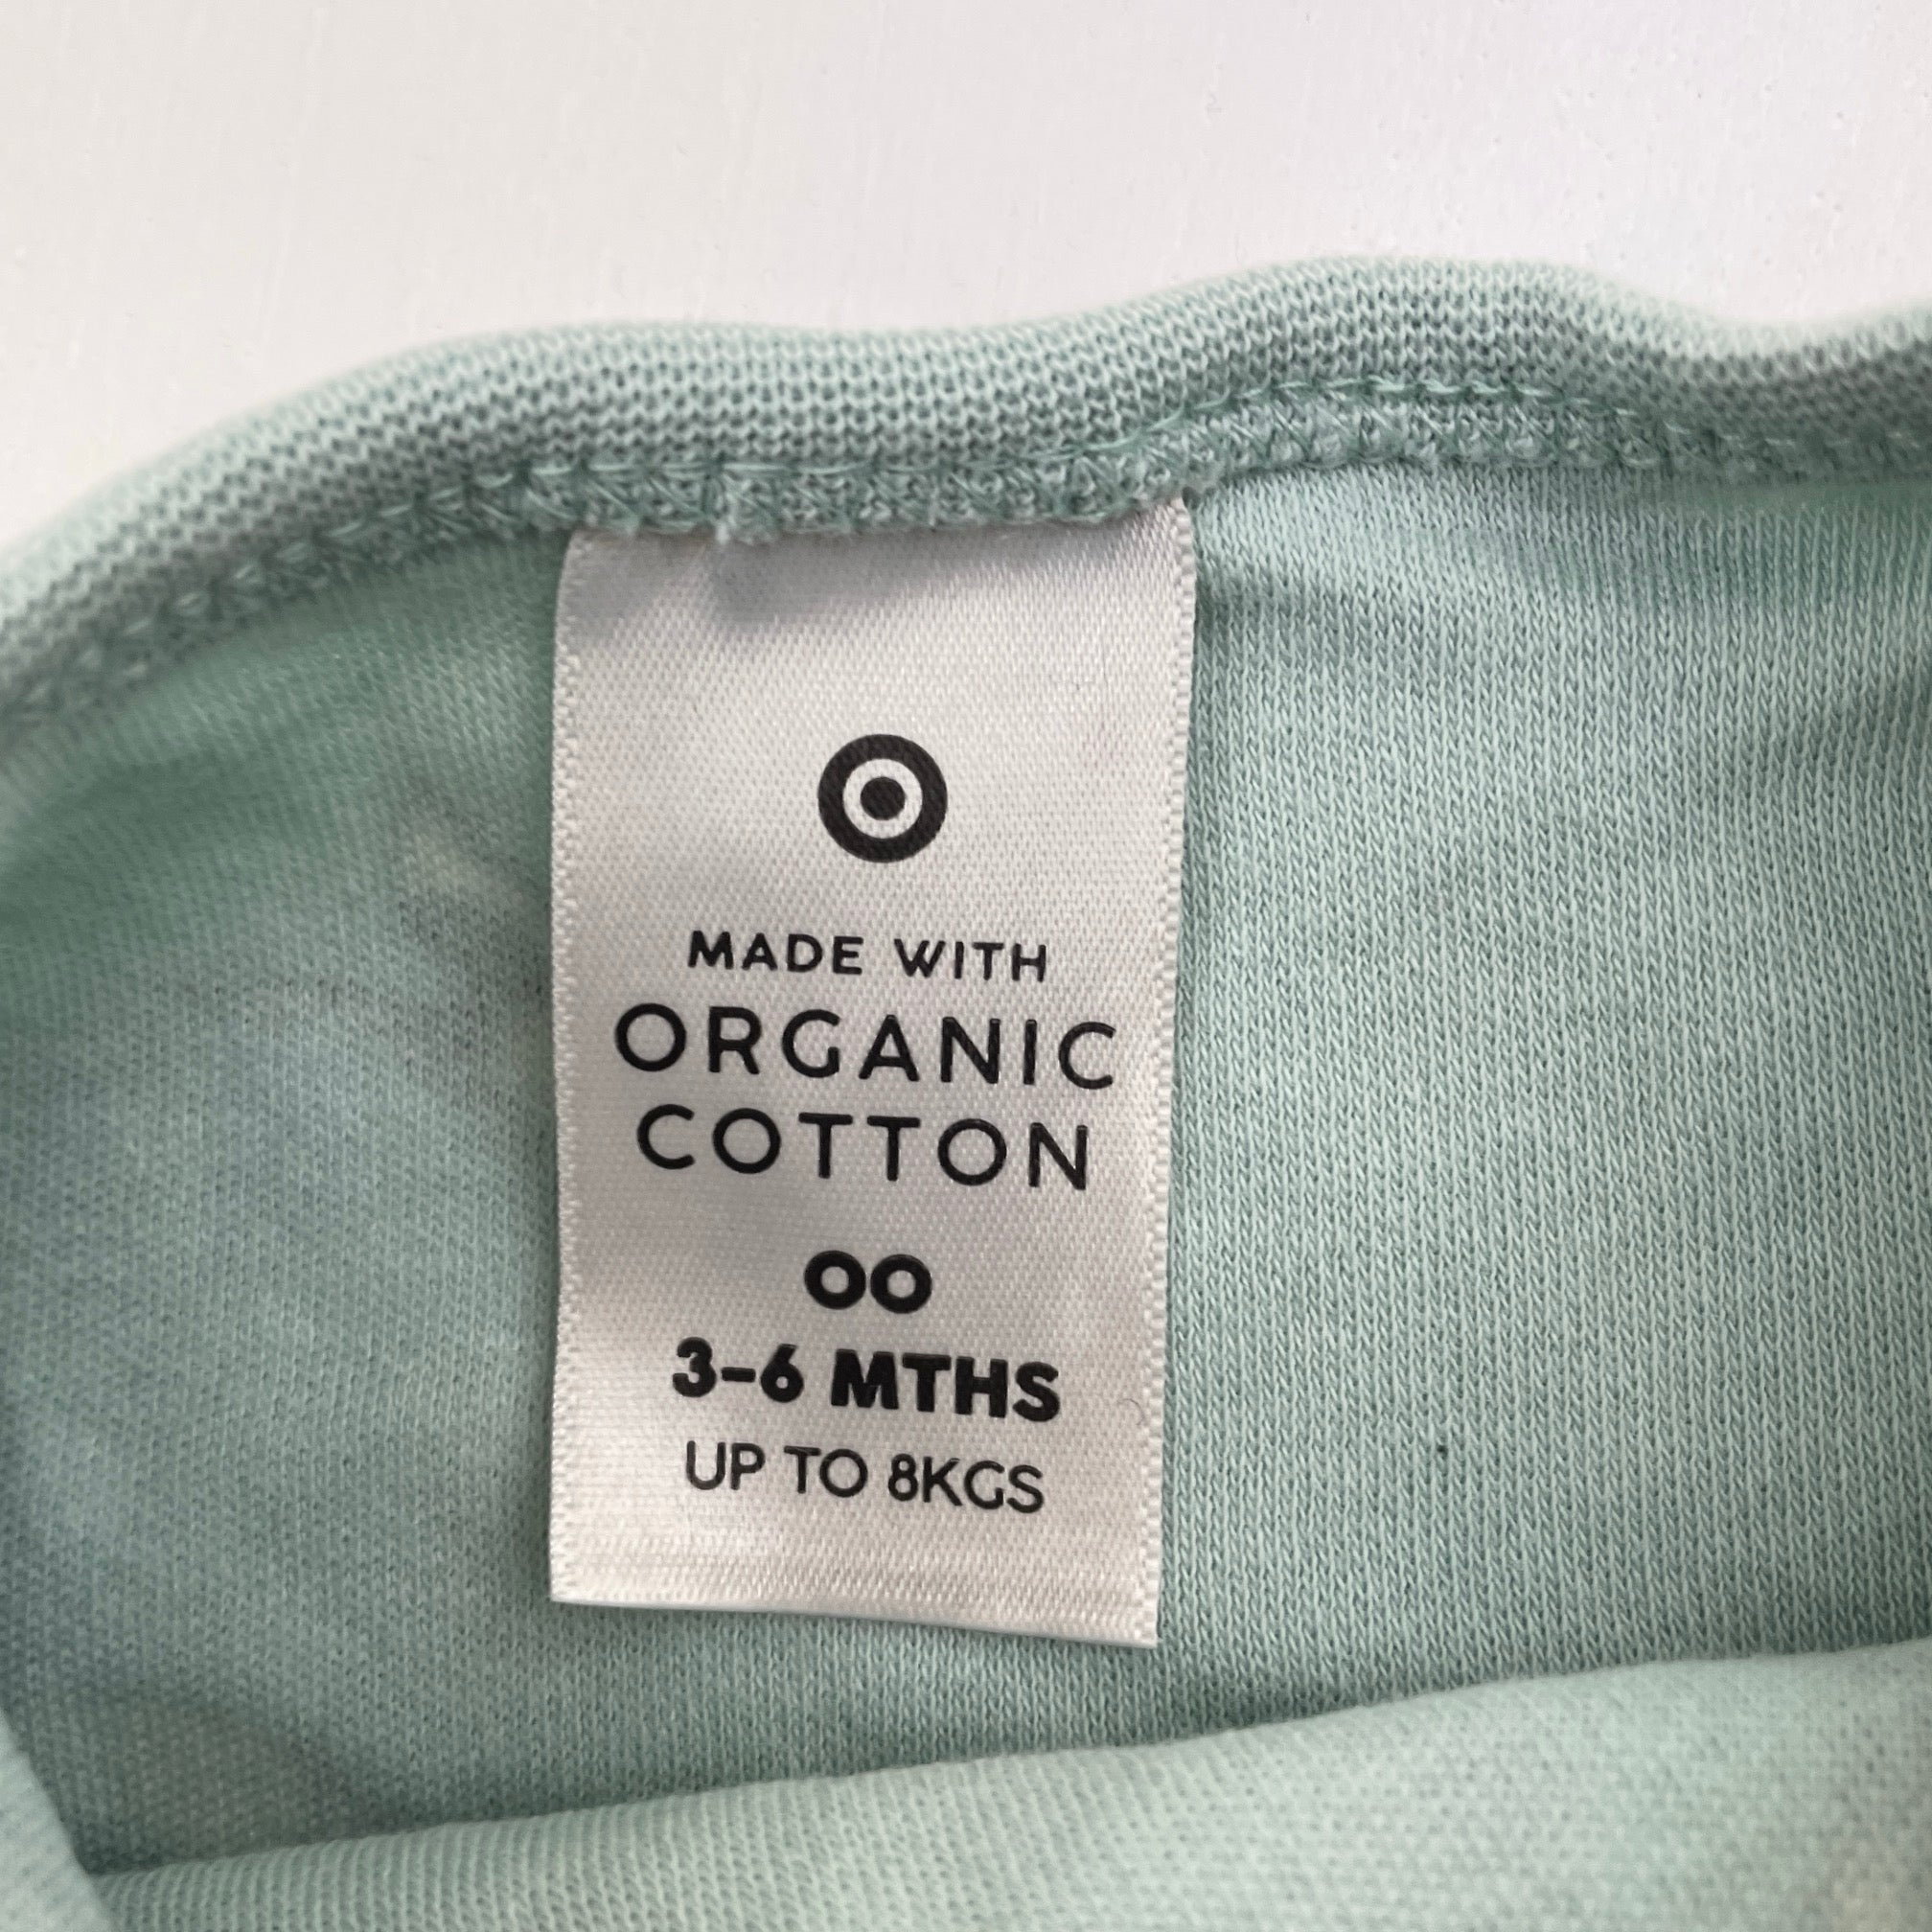 MADE WITH
ORGANIC
COTTON
00
3-6 MTHS
UP TO 8KGS